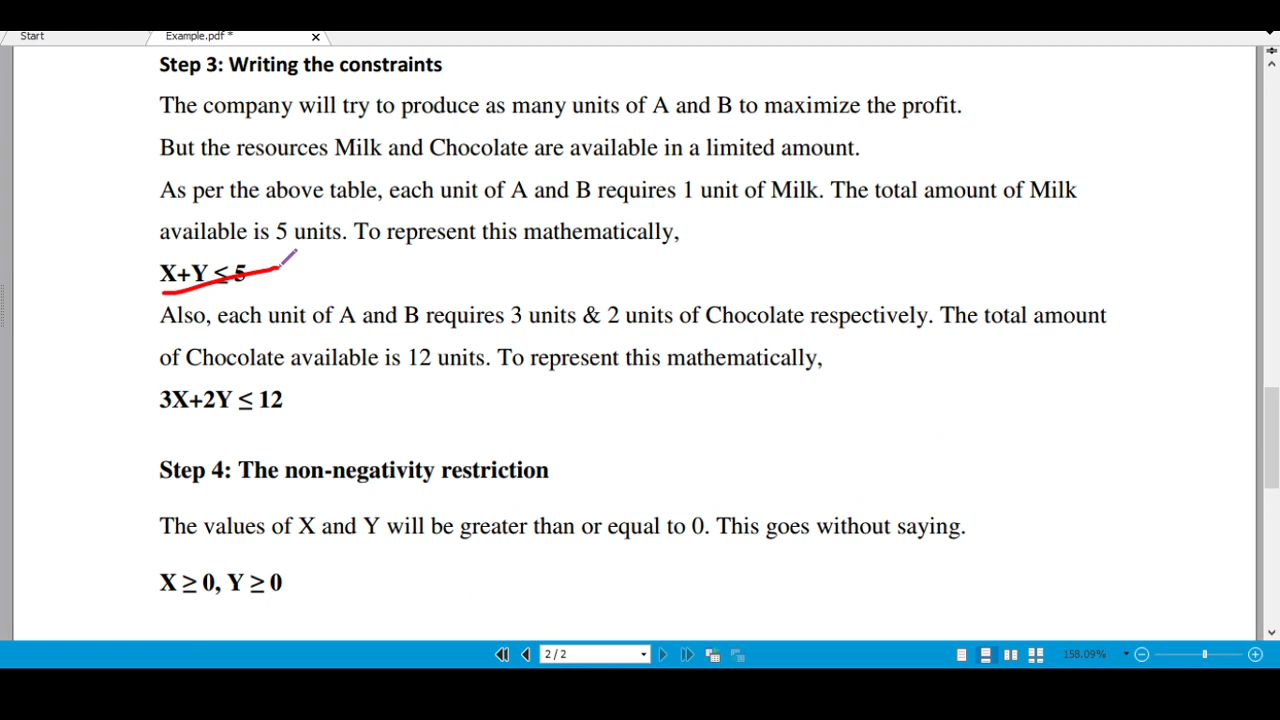 Start
Example.pdf *
Step 3: Writing the constraints
The company will try to produce as many units of A and B to maximize the profit.
But the resources Milk and Chocolate are available in a limited amount.
As per the above table, each unit of A and B requires 1 unit of Milk. The total amount of Milk
available is 5 units. To represent this mathematically,
X+Y ≤ 5
Also, each unit of A and B requires 3 units & 2 units of Chocolate respectively. The total amount
of Chocolate available is 12 units. To represent this mathematically,
3X+2Y ≤ 12
Step 4: The non-negativity restriction
The values of X and Y will be greater than or equal to 0. This goes without saying.
X ≥ 0, Y ≥ 0
2 / 2
158.09%